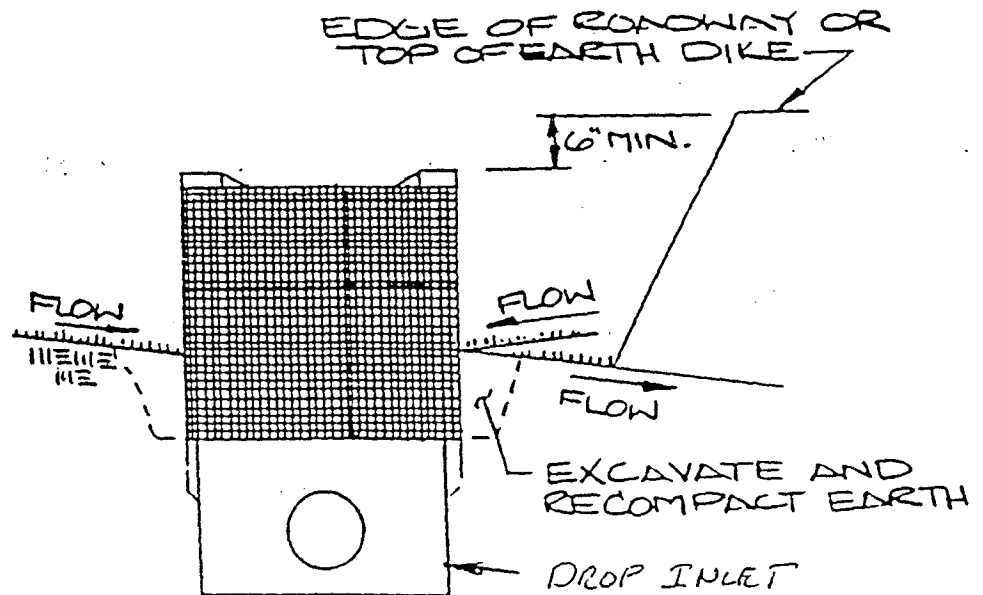 EDGE OF ROADWAY OR
TOP OF EARTH DIKE
6" MIN.
FLOW
FLOW
FLOW
EXCAVATE AND
RECOMPACT EARTH
DROP INLET